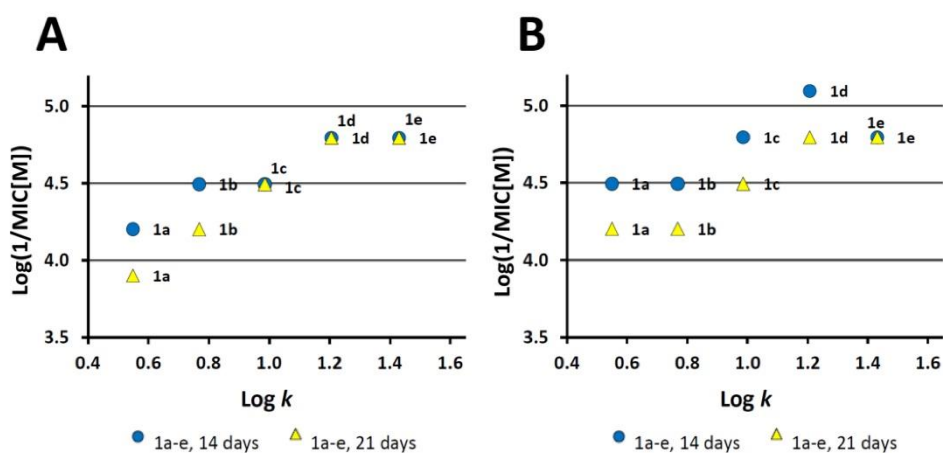 A
Log(1/MIC[M])
5.0
4.5
4.0
3.5
1a
1a
1b
1b
1c
1c
1d
1d
1e
1e
0.4 0.6 0.8 1.0 1.2 1.4 1.6
Log k
1a-e, 14 days 1a-e, 21 days
B
Log(1/MIC[M])
5.0
4.5
4.0
3.5
1a
1a
1b
1b
1c
1c
1d
1d
1e
1e
0.4 0.6 0.8 1.0 1.2 1.4 1.6
Log k
1a-e, 14 days 1a-e, 21 days